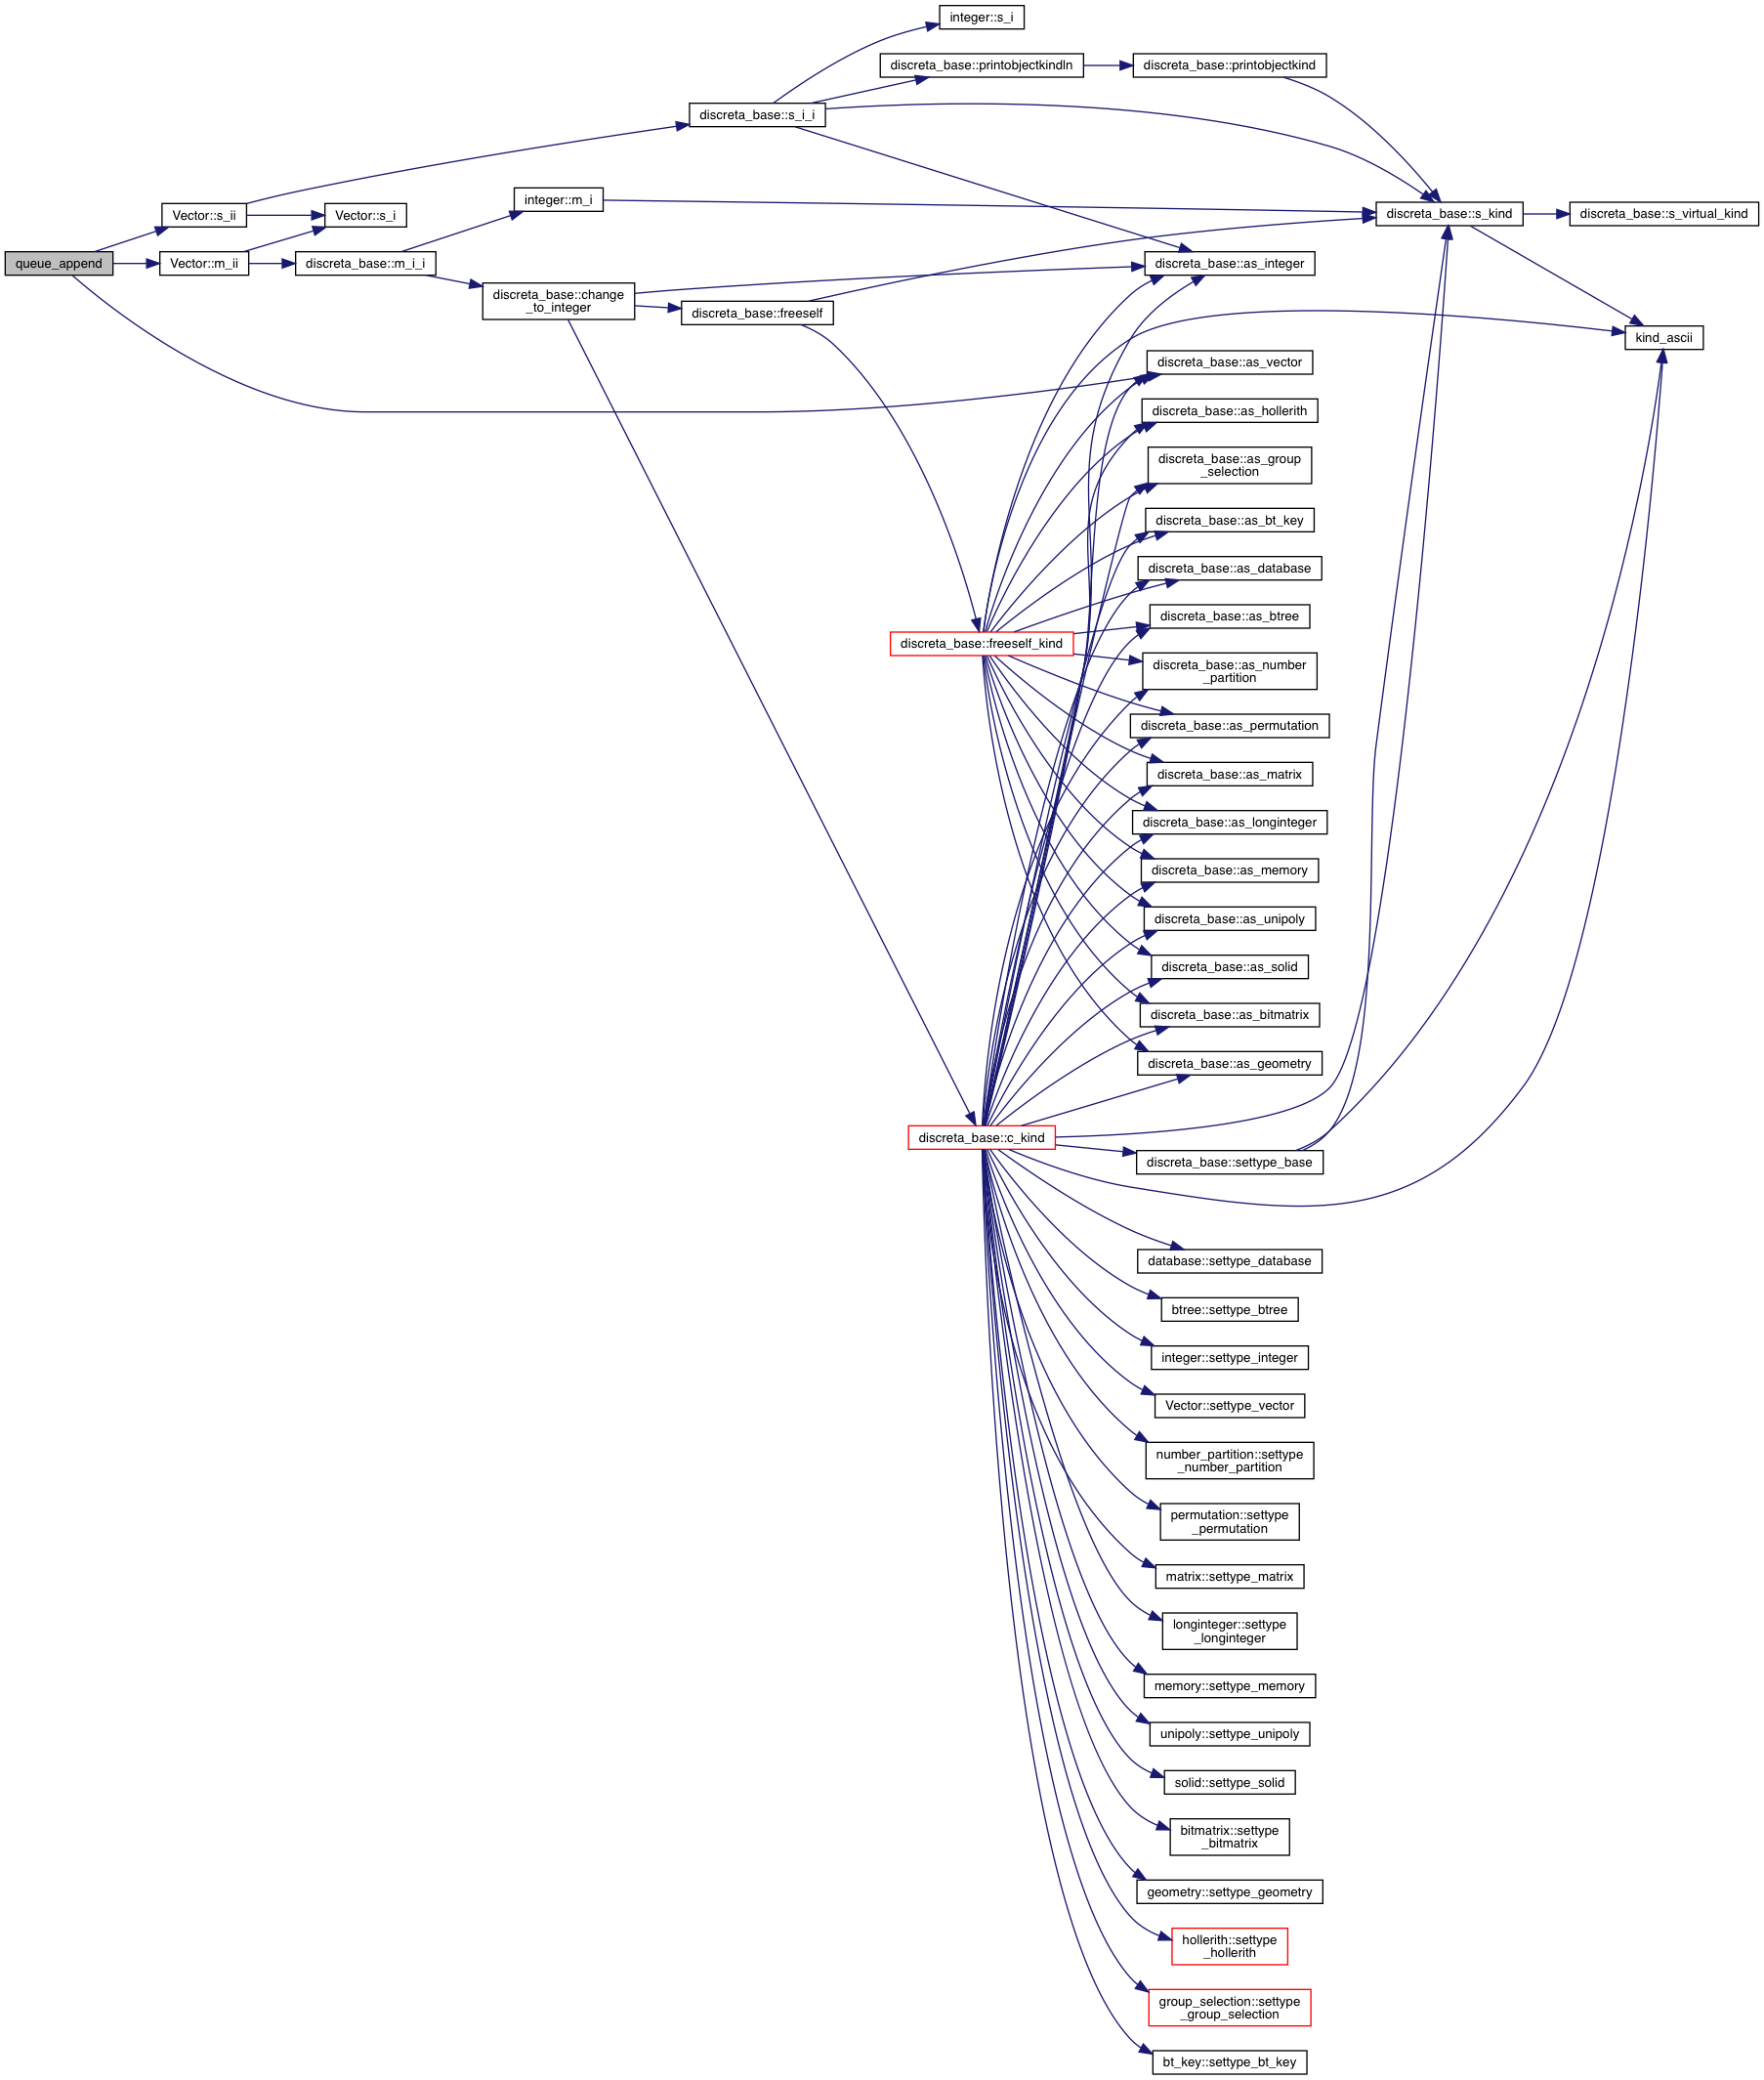 integer::s_i
discreta_base::printobjectkindln
discreta_base::printobjectkind
discreta_base::s_i_i
integer::m_i
Vector::s_ii
Vector::s_i
discreta_base::s_kind
discreta_base::s_virtual_kind
queue_append
Vector::m_ii
discreta_base::m_i_i
discreta_base::as_integer
discreta_base::change
_to_integer
discreta_base::freeself
kind_ascii
discreta_base::as_vector
discreta_base::as_hollerith
discreta_base::as_group
_selection
discreta_base::as_bt_key
discreta_base::as_database
discreta_base::as_btree
discreta_base::freeself_kind
discreta_base::as_number
_partition
discreta_base::as_permutation
discreta_base::as_matrix
discreta_base::as_longinteger
discreta_base::as_memory
discreta_base::as_unipoly
discreta_base::as_solid
discreta_base::as_bitmatrix
discreta_base::as_geometry
discreta_base::c_kind
discreta_base::settype_base
database::settype_database
btree::settype_btree
integer::settype_integer
Vector::settype_vector
number_partition::settype
_number_partition
permutation::settype
_permutation
matrix::settype_matrix
longinteger::settype
_longinteger
memory::settype_memory
unipoly::settype_unipoly
solid::settype_solid
bitmatrix::settype
_bitmatrix
geometry::settype_geometry
hollerith::settype
_hollerith
group_selection::settype
_group_selection
bt_key::settype_bt_key